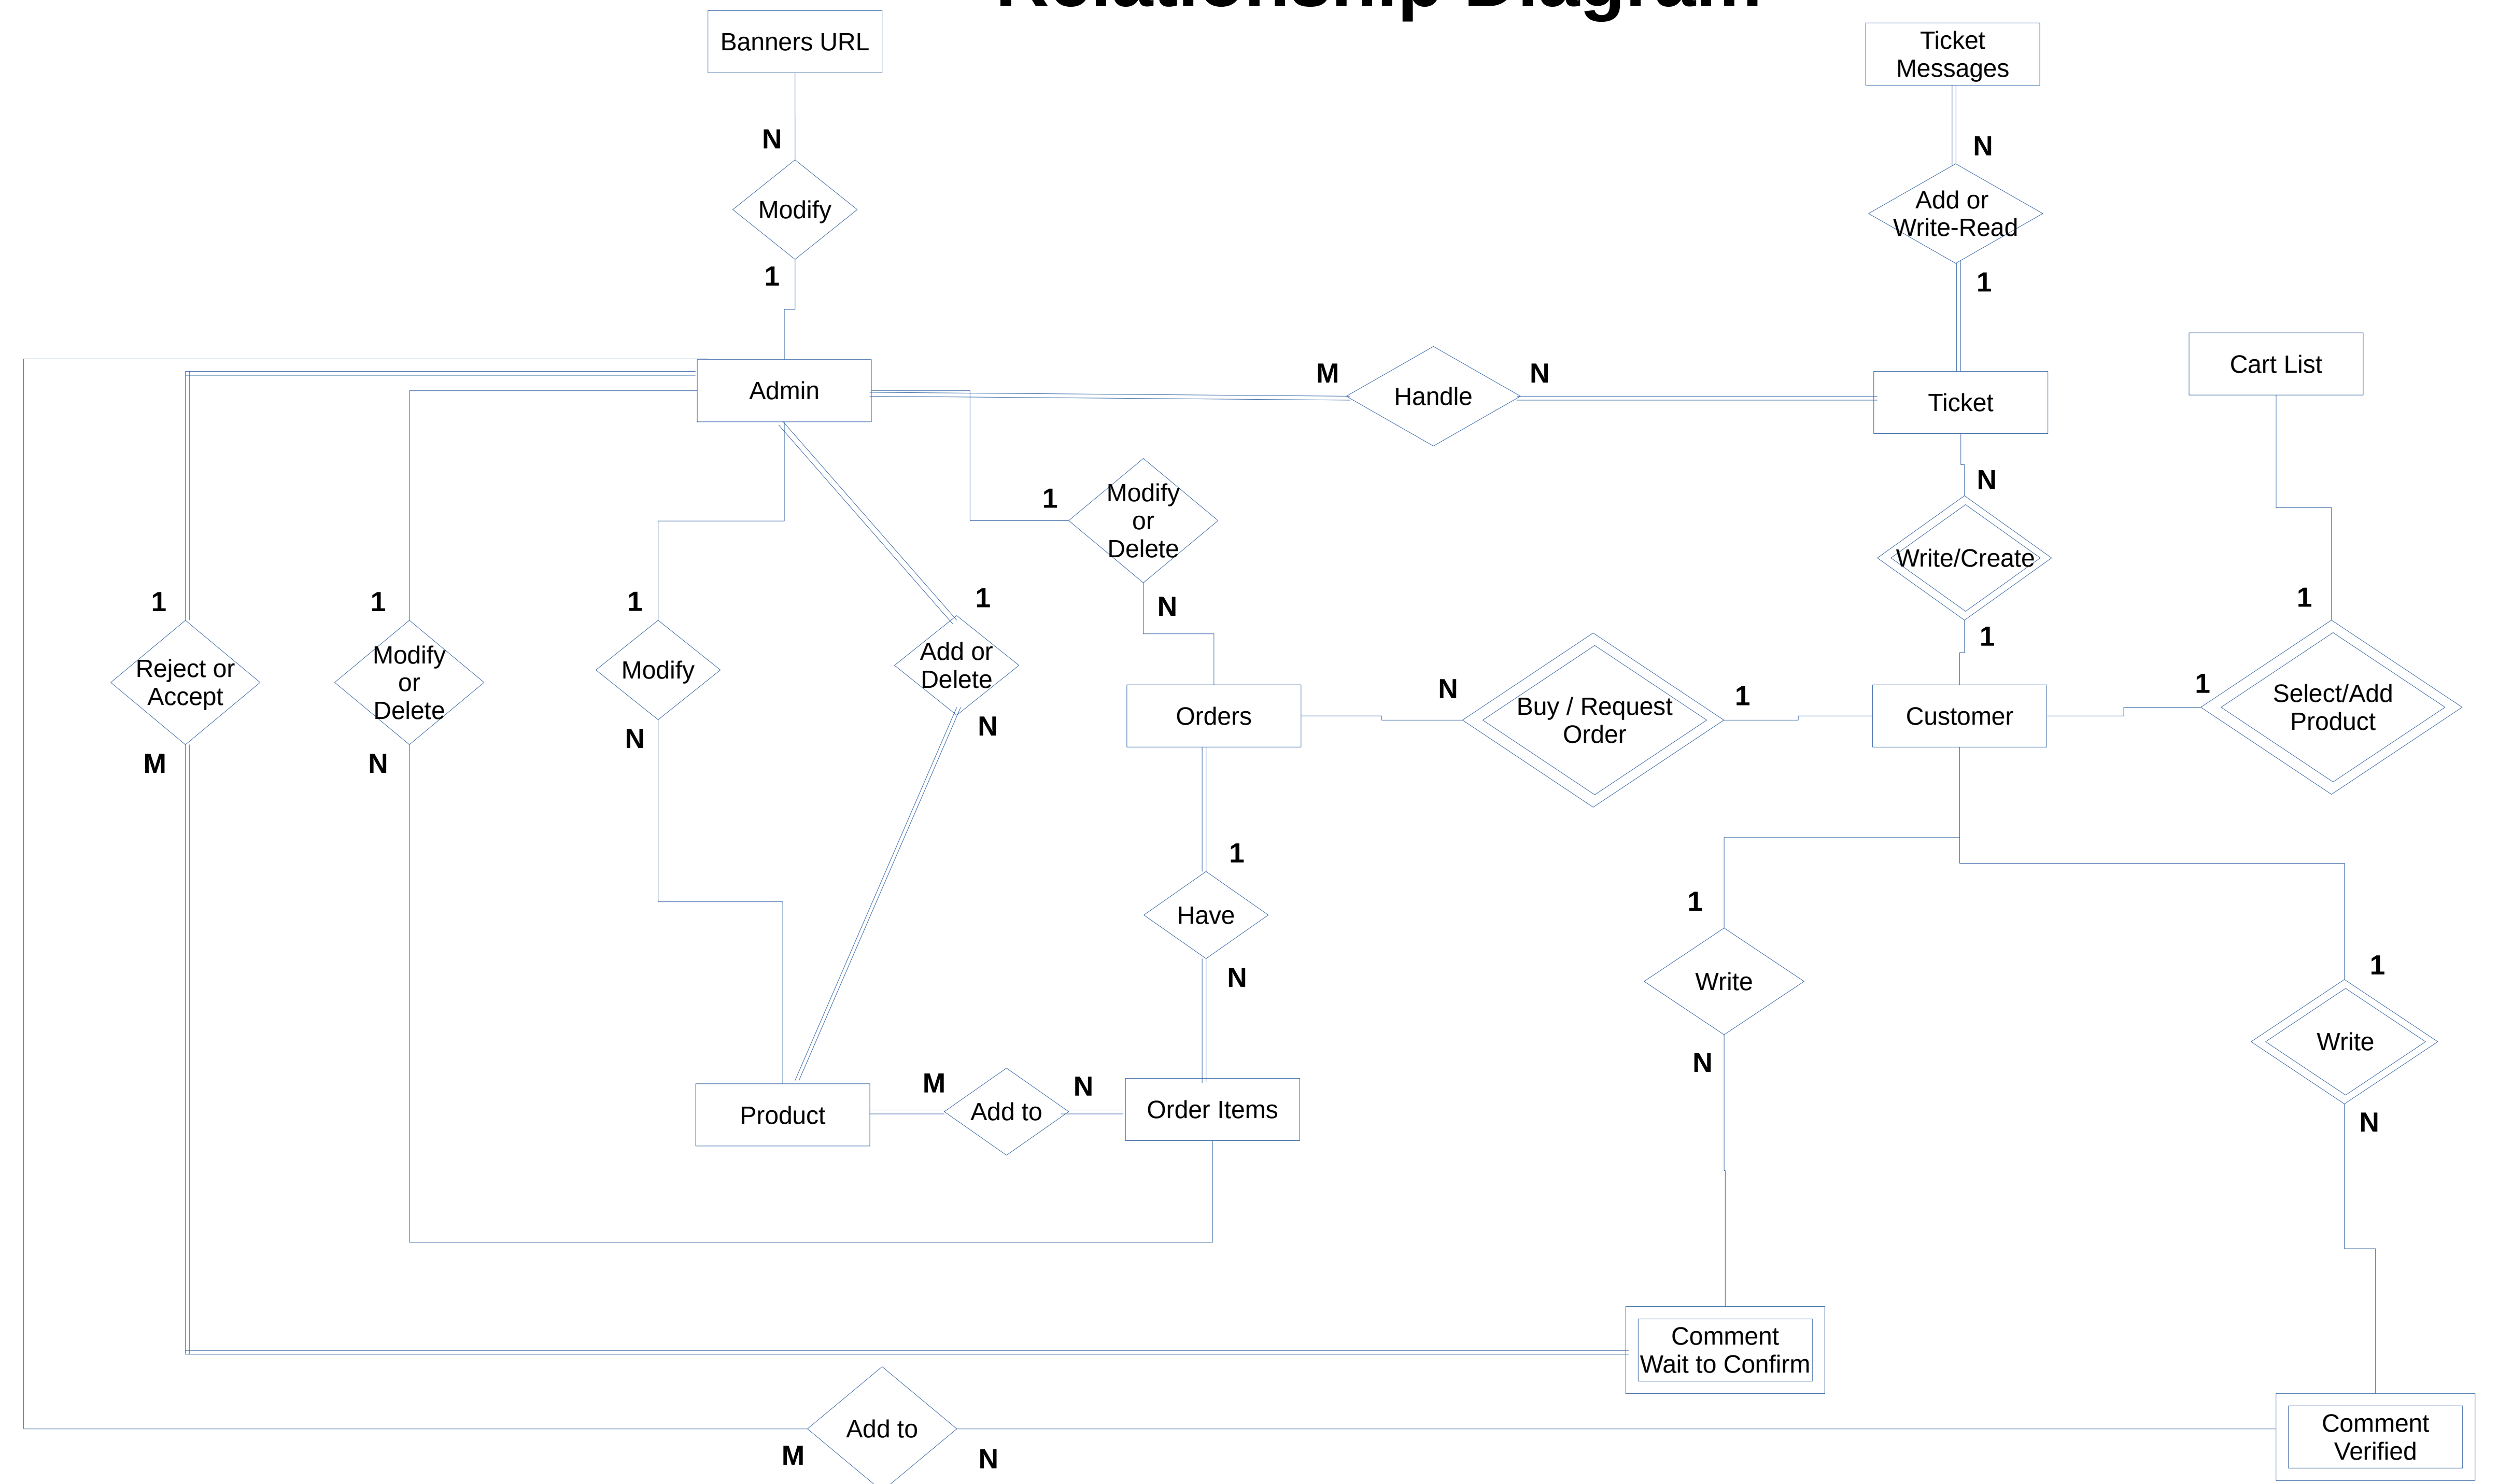 Relationship Diagram
Banners URL
Ticket
Messages
N
N
Modify
Add or
Write-Read
1
1
Cart List
Admin
M
Handle
N
Ticket
N
1
Modify
or
Delete
Write/Create
1
1
1
1
1
N
1
Reject or
Accept
Modify
or
Delete
Modify
Add or
Delete
N
1
1
Select/Add
Product
Orders
Buy / Request
Order
Customer
M
N
N
N
1
1
Have
Write
1
N
Write
N
N
M
N
Product
Add to
Order Items
Comment
Wait to Confirm
Add to
M
N
Comment
Verified